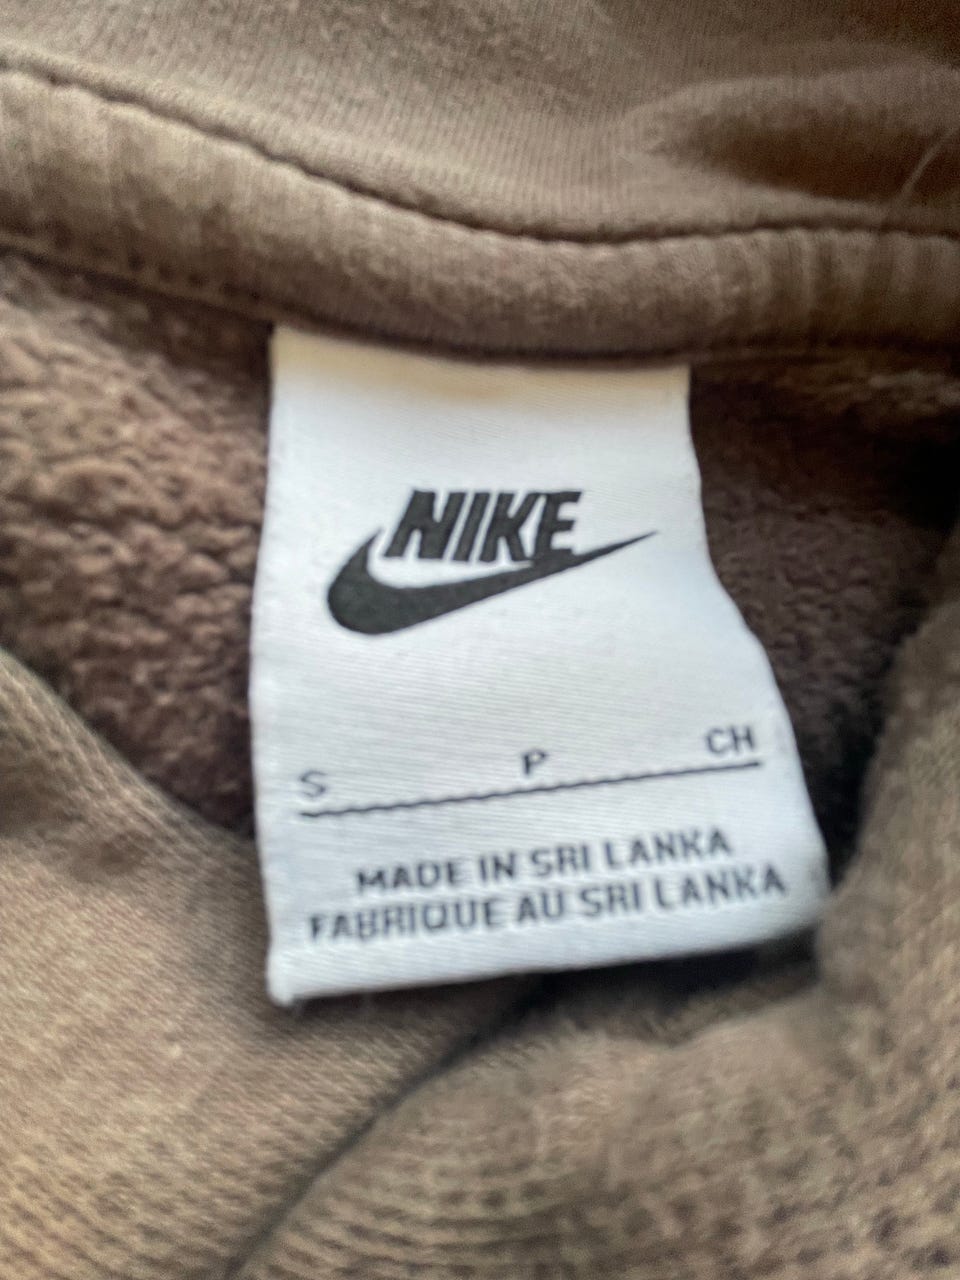 NIKE
S P CH
MADE IN SRI LANKA
FABRIQUE AU SRI LANKA